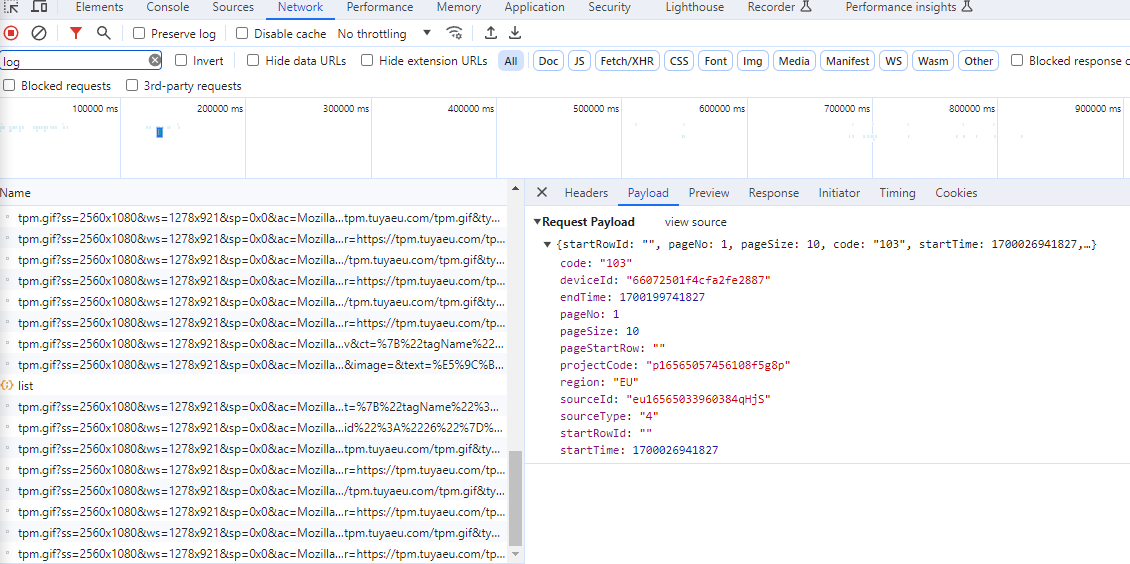 Elements Console Sources Network Performance Memory Application Security Lighthouse Recorder Performance insights
Preserve log Disable cache No throttling
log Invert Hide data URLs Hide extension URLs All Doc JS Fetch/XHR CSS Font Img Media Manifest WS Wasm Other Blocked response c
Blocked requests 3rd-party requests
100000 ms 200000 ms 300000 ms 400000 ms 500000 ms 600000 ms 700000 ms 800000 ms 900000 ms
Name
tpm.gif?ss=2560x1080&ws=1278x921&sp=0x0&ac=Mozilla...tpm.tuyaeu.com/tpm.gif&ty...
tpm.gif?ss=2560x1080&ws=1278x921&sp=0x0&ac=Mozilla...r=https://tpm.tuyaeu.com/tp...
tpm.gif?ss=2560x1080&ws=1278x921&sp=0x0&ac=Mozilla.../tpm.tuyaeu.com/tpm.gif&ty...
tpm.gif?ss=2560x1080&ws=1278x921&sp=0x0&ac=Mozilla...r=https://tpm.tuyaeu.com/tp...
tpm.gif?ss=2560x1080&ws=1278x921&sp=0x0&ac=Mozilla.../tpm.tuyaeu.com/tpm.gif&ty...
tpm.gif?ss=2560x1080&ws=1278x921&sp=0x0&ac=Mozilla...r=https://tpm.tuyaeu.com/tp...
tpm.gif?ss=2560x1080&ws=1278x921&sp=0x0&ac=Mozilla...v&ct=%7B%22tagName%22...
tpm.gif?ss=2560x1080&ws=1278x921&sp=0x0&ac=Mozilla...&image=&text=%E5%9C%B...
list
tpm.gif?ss=2560x1080&ws=1278x921&sp=0x0&ac=Mozilla...t=%7B%22tagName%22%3...
tpm.gif?ss=2560x1080&ws=1278x921&sp=0x0&ac=Mozilla...id%22%3A%2226%22%7D%...
tpm.gif?ss=2560x1080&ws=1278x921&sp=0x0&ac=Mozilla...tpm.tuyaeu.com/tpm.gif&ty...
tpm.gif?ss=2560x1080&ws=1278x921&sp=0x0&ac=Mozilla...r=https://tpm.tuyaeu.com/tp...
tpm.gif?ss=2560x1080&ws=1278x921&sp=0x0&ac=Mozilla.../tpm.tuyaeu.com/tpm.gif&ty...
tpm.gif?ss=2560x1080&ws=1278x921&sp=0x0&ac=Mozilla...r=https://tpm.tuyaeu.com/tp...
tpm.gif?ss=2560x1080&ws=1278x921&sp=0x0&ac=Mozilla...tpm.tuyaeu.com/tpm.gif&ty...
tpm.gif?ss=2560x1080&ws=1278x921&sp=0x0&ac=Mozilla...r=https://tpm.tuyaeu.com/tp...
Headers Payload Preview Response Initiator Timing Cookies
Request Payload view source
{startRowId: "", pageNo: 1, pageSize: 10, code: "103", startTime: 1700026941827,…}
code: "103"
deviceId: "66072501f4cfa2fe2887"
endTime: 1700199741827
pageNo: 1
pageSize: 10
pageStartRow: ""
projectCode: "p16565057456108f5g8p"
region: "EU"
sourceId: "eu16565033960384qHjS"
sourceType: "4"
startRowId: ""
startTime: 1700026941827